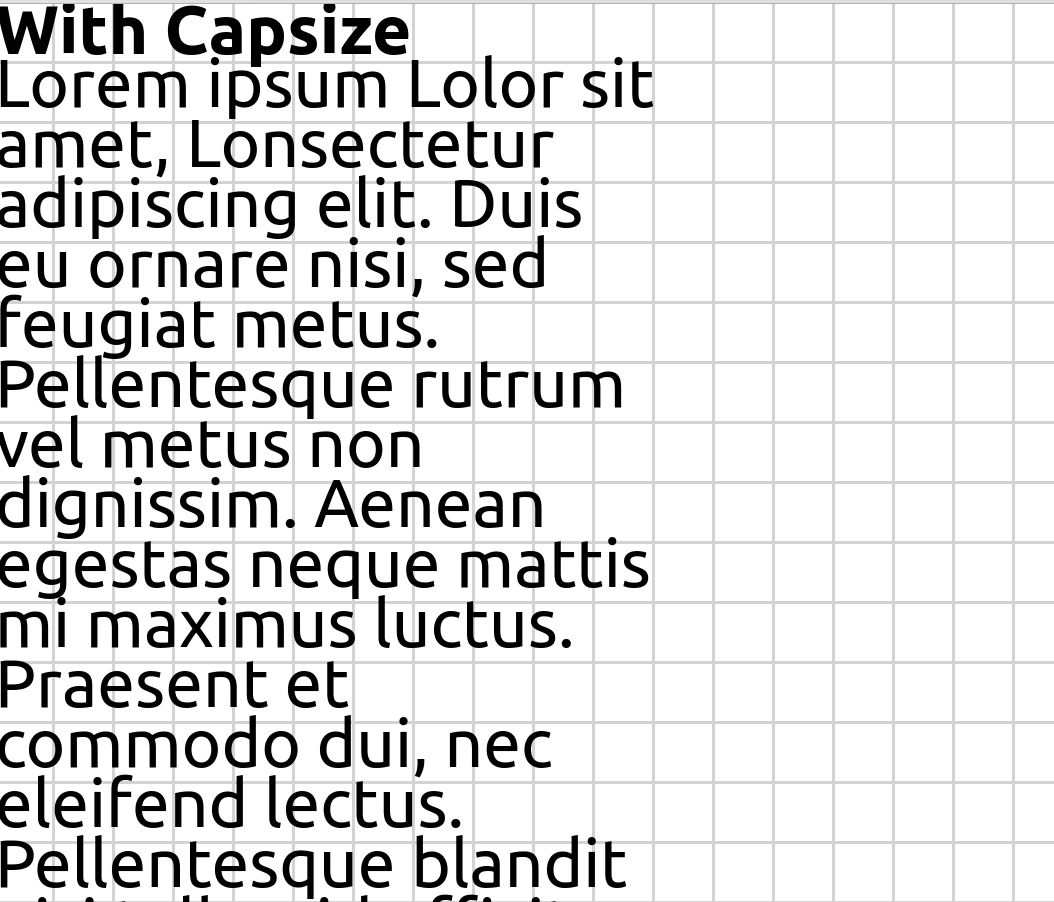 With Capsize
Lorem ipsum Lolor sit
amet, Lonsectetur
adipiscing elit. Duis
eu ornare nisi, sed
feugiat metus.
Pellentesque rutrum
vel metus non
dignissim. Aenean
egestas neque mattis
mi maximus luctus.
Praesent et
commodo dui, nec
eleifend lectus.
Pellentesque blandit